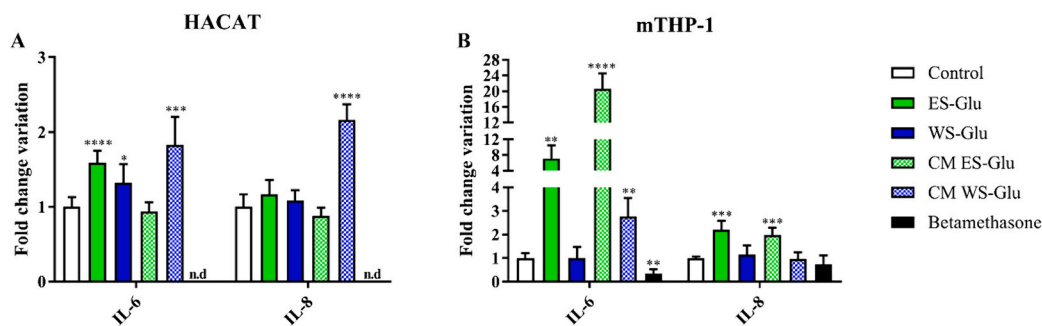 HACAT
A
Fold change variation
3
2
1
0
****
*
***
****
n.d
n.d
IL-6
IL-8
mTHP-1
B
Fold change variation
28
24
20
16
12
12
8
4
4
3
2
1
0
**
****
**
**
***
***
IL-6
IL-8
Control
ES-Glu
WS-Glu
CM ES-Glu
CM WS-Glu
Betamethasone